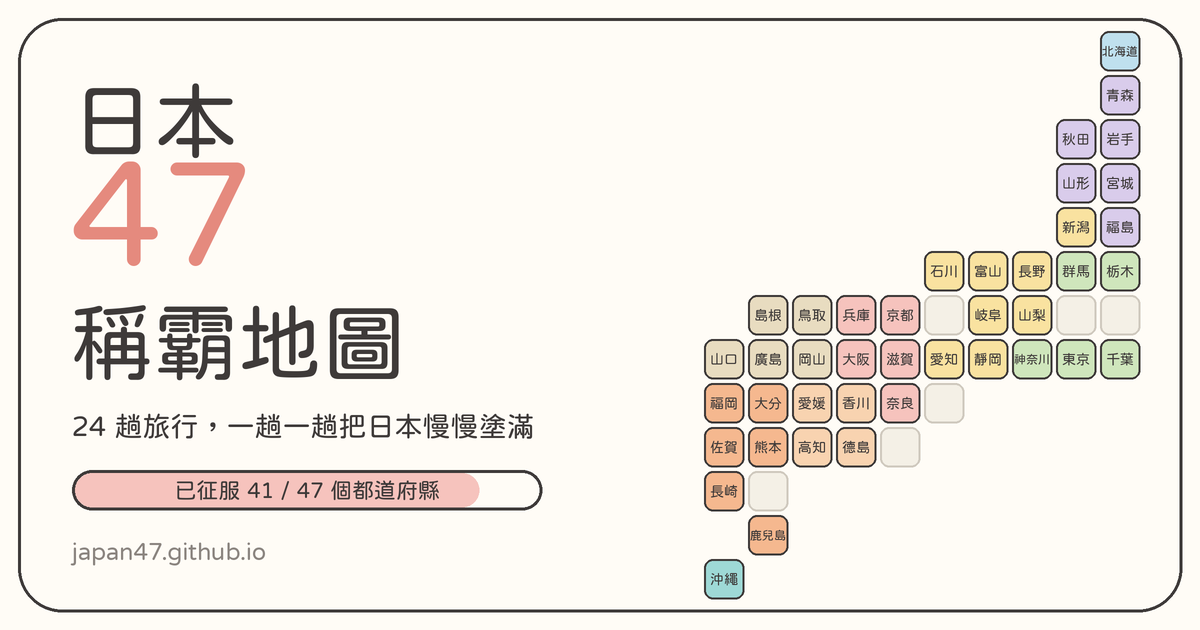 日本
47
稱霸地圖
24 趟旅行，一趟一趟把日本慢慢塗滿
已征服 41 / 47 個都道府縣
japan47.github.io
北海道
青森
秋田 岩手
山形 宮城
新潟 福島
石川 富山 長野 群馬 栃木
島根 鳥取 兵庫 京都 岐阜 山梨
山口 廣島 岡山 大阪 滋賀 愛知 靜岡 神奈川 東京 千葉
福岡 大分 愛媛 香川 奈良
佐賀 熊本 高知 德島
長崎
鹿兒島
沖繩